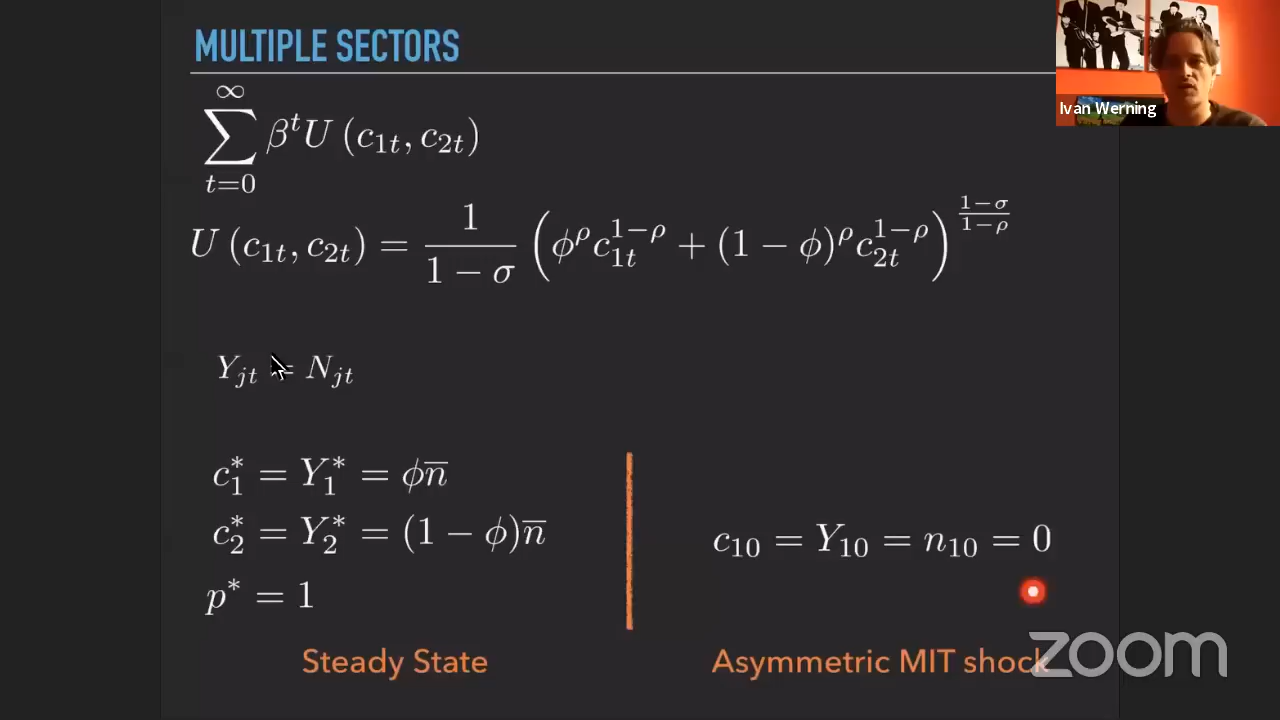 MULTIPLE SECTORS
Ivan Werning
∑_{t=0}^{∞} β^t U (c_{1t}, c_{2t})
U (c_{1t}, c_{2t}) = \frac{1}{1 − σ} (ϕ^ρ c_{1t}^{1−ρ} + (1 − ϕ)^ρ c_{2t}^{1−ρ})^{\frac{1−σ}{1−ρ}}
Y_{jt} = N_{jt}
c_1^* = Y_1^* = ϕn̅
c_2^* = Y_2^* = (1 − ϕ)n̅
p^* = 1
Steady State
c_{10} = Y_{10} = n_{10} = 0
Asymmetric MIT shock
zoom